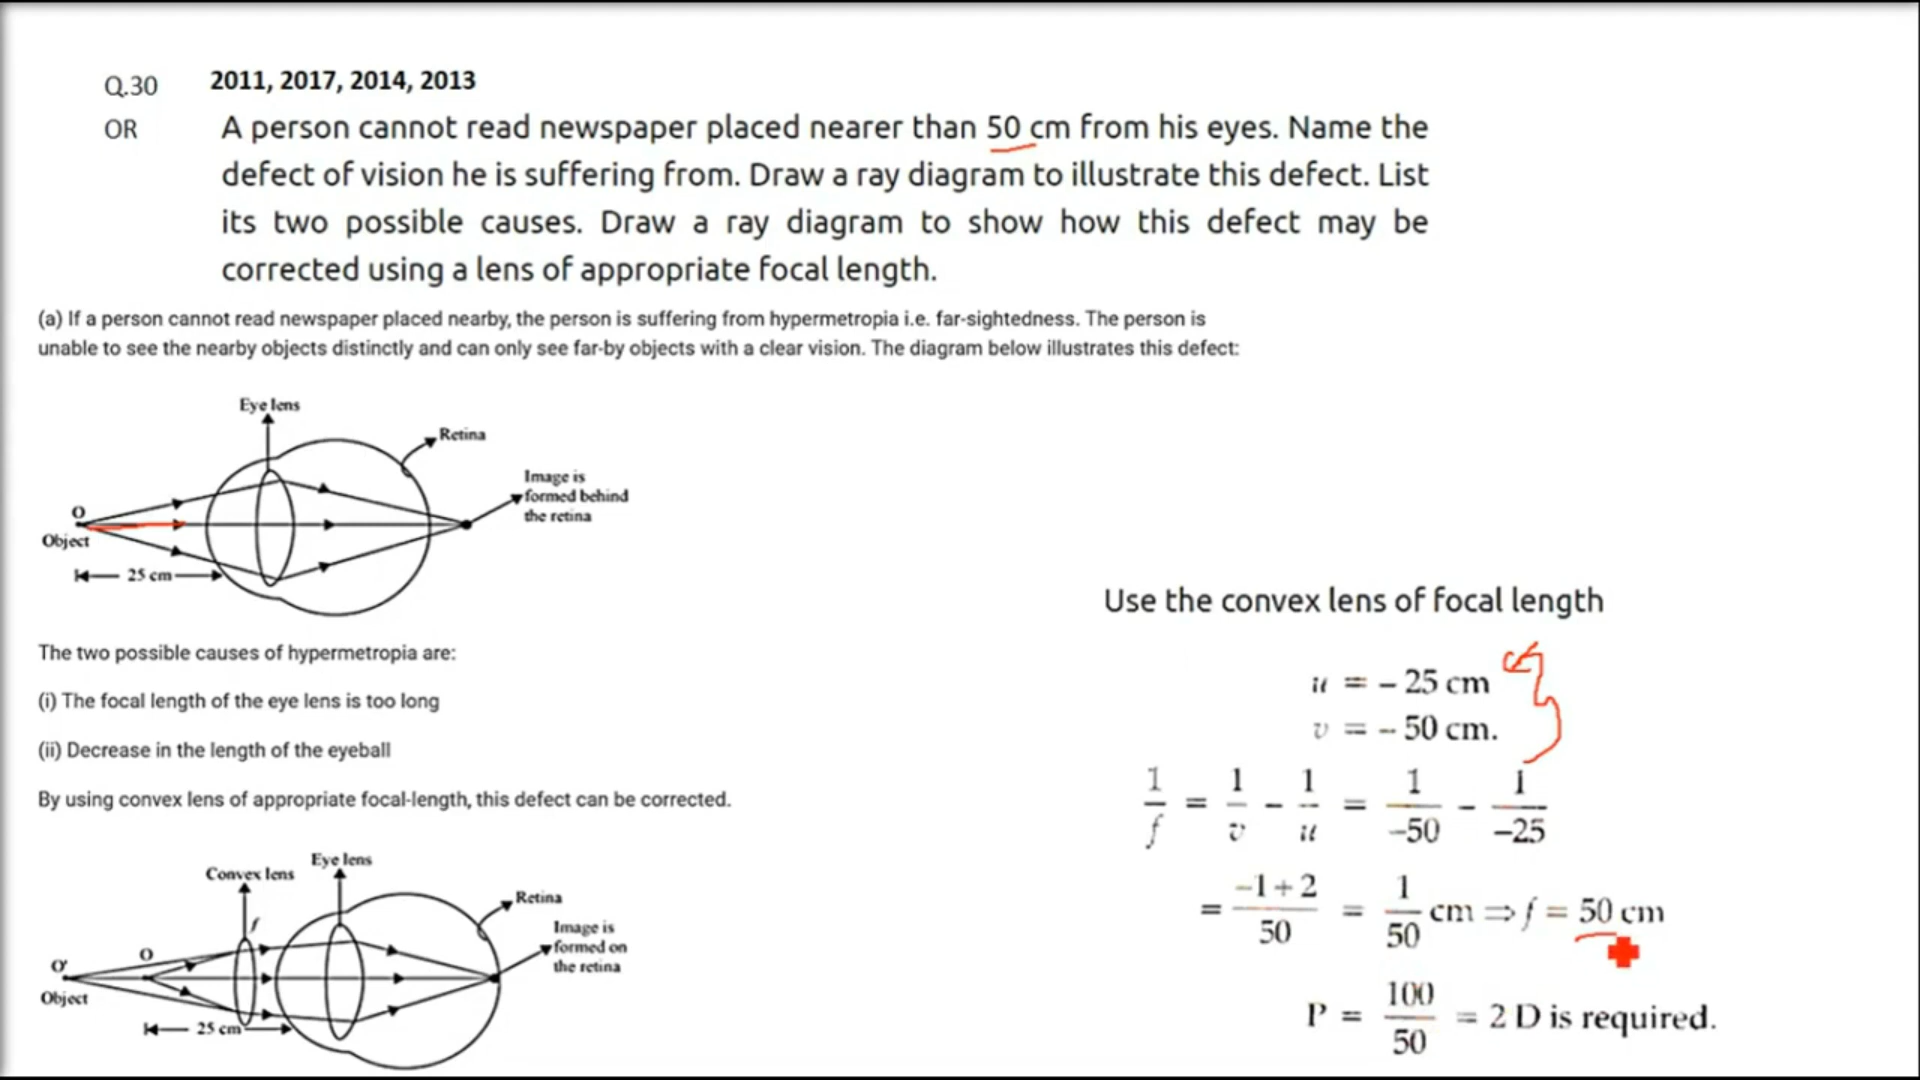 Q.30 2011, 2017, 2014, 2013
OR A person cannot read newspaper placed nearer than 50 cm from his eyes. Name the
defect of vision he is suffering from. Draw a ray diagram to illustrate this defect. List
its two possible causes. Draw a ray diagram to show how this defect may be
corrected using a lens of appropriate focal length.
(a) If a person cannot read newspaper placed nearby, the person is suffering from hypermetropia i.e. far-sightedness. The person is
unable to see the nearby objects distinctly and can only see far-by objects with a clear vision. The diagram below illustrates this defect:
Eye lens
Retina
Image is
formed behind
the retina
O
Object
25 cm
The two possible causes of hypermetropia are:
(i) The focal length of the eye lens is too long
(ii) Decrease in the length of the eyeball
By using convex lens of appropriate focal-length, this defect can be corrected.
Eye lens
Convex lens
Retina
f
Image is
formed on
the retina
O
O'
Object
25 cm
Use the convex lens of focal length
u = – 25 cm
v = – 50 cm.
1/f = 1/v – 1/u = 1/–50 – 1/–25
= –1+2/50 = 1/50 cm ⇒ f = 50 cm
P = 100/50 = 2 D is required.